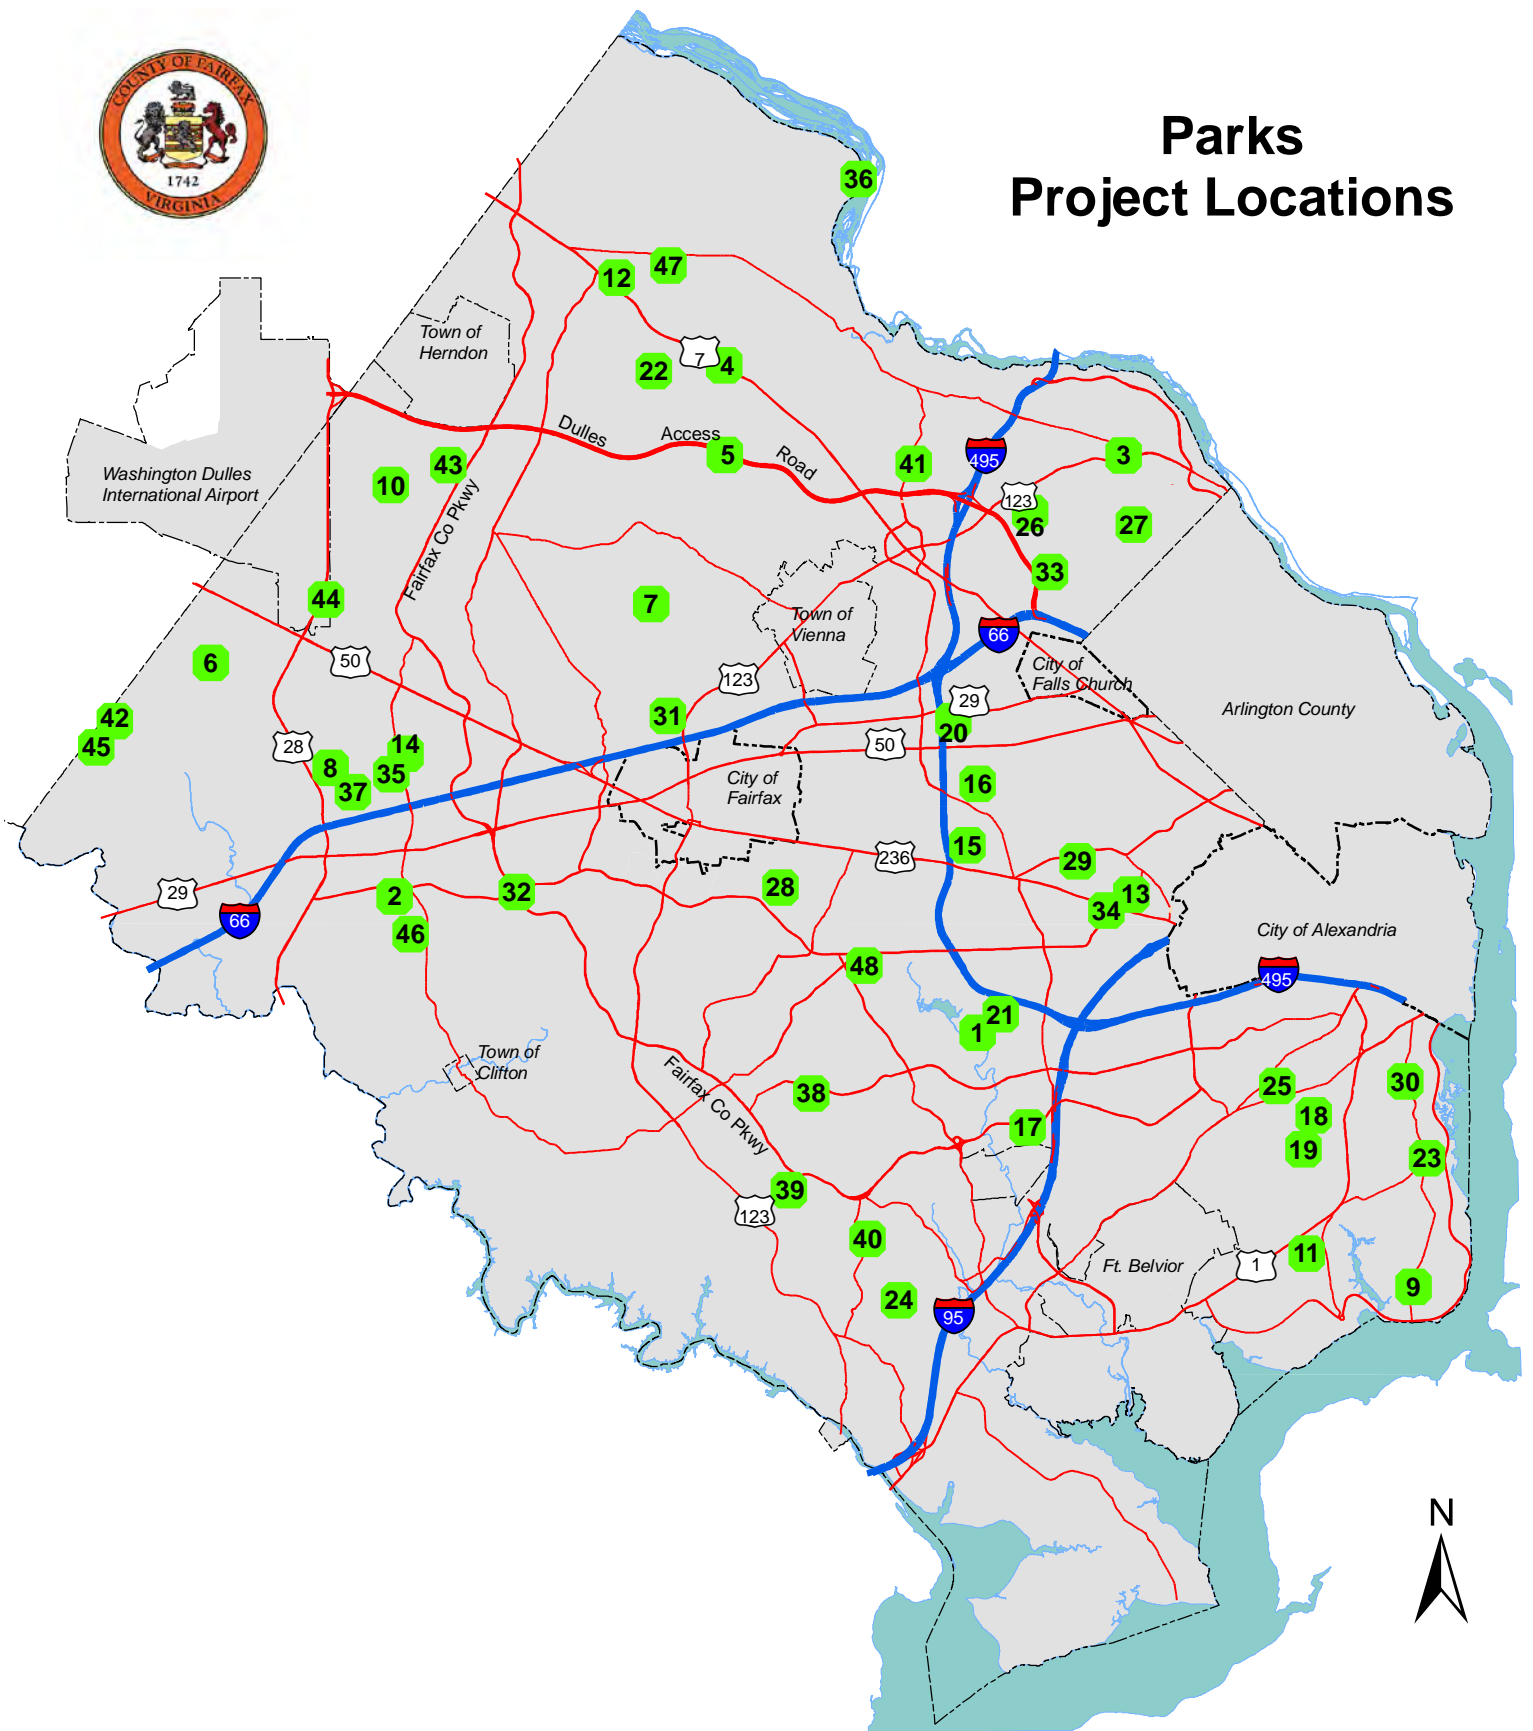 COUNTY OF FAIRFAX
1742
VIRGINIA
Parks
Project Locations
36
47
12
Town of
Herndon
7
4
22
Dulles
Access
Road
5
41
495
3
43
10
Washington Dulles
International Airport
123
26
27
Fairfax Co Pkwy
33
44
7
Town of
Vienna
66
6
50
123
City of
Falls Church
29
20
31
42
45
28
14
35
8
37
50
Arlington County
City of
Fairfax
16
15
236
29
28
13
34
29
66
2
32
46
City of Alexandria
48
495
21
1
Town of
Clifton
Fairfax Co Pkwy
38
25
30
18
17
19
23
39
123
40
11
1
Ft. Belvior
9
24
95
N